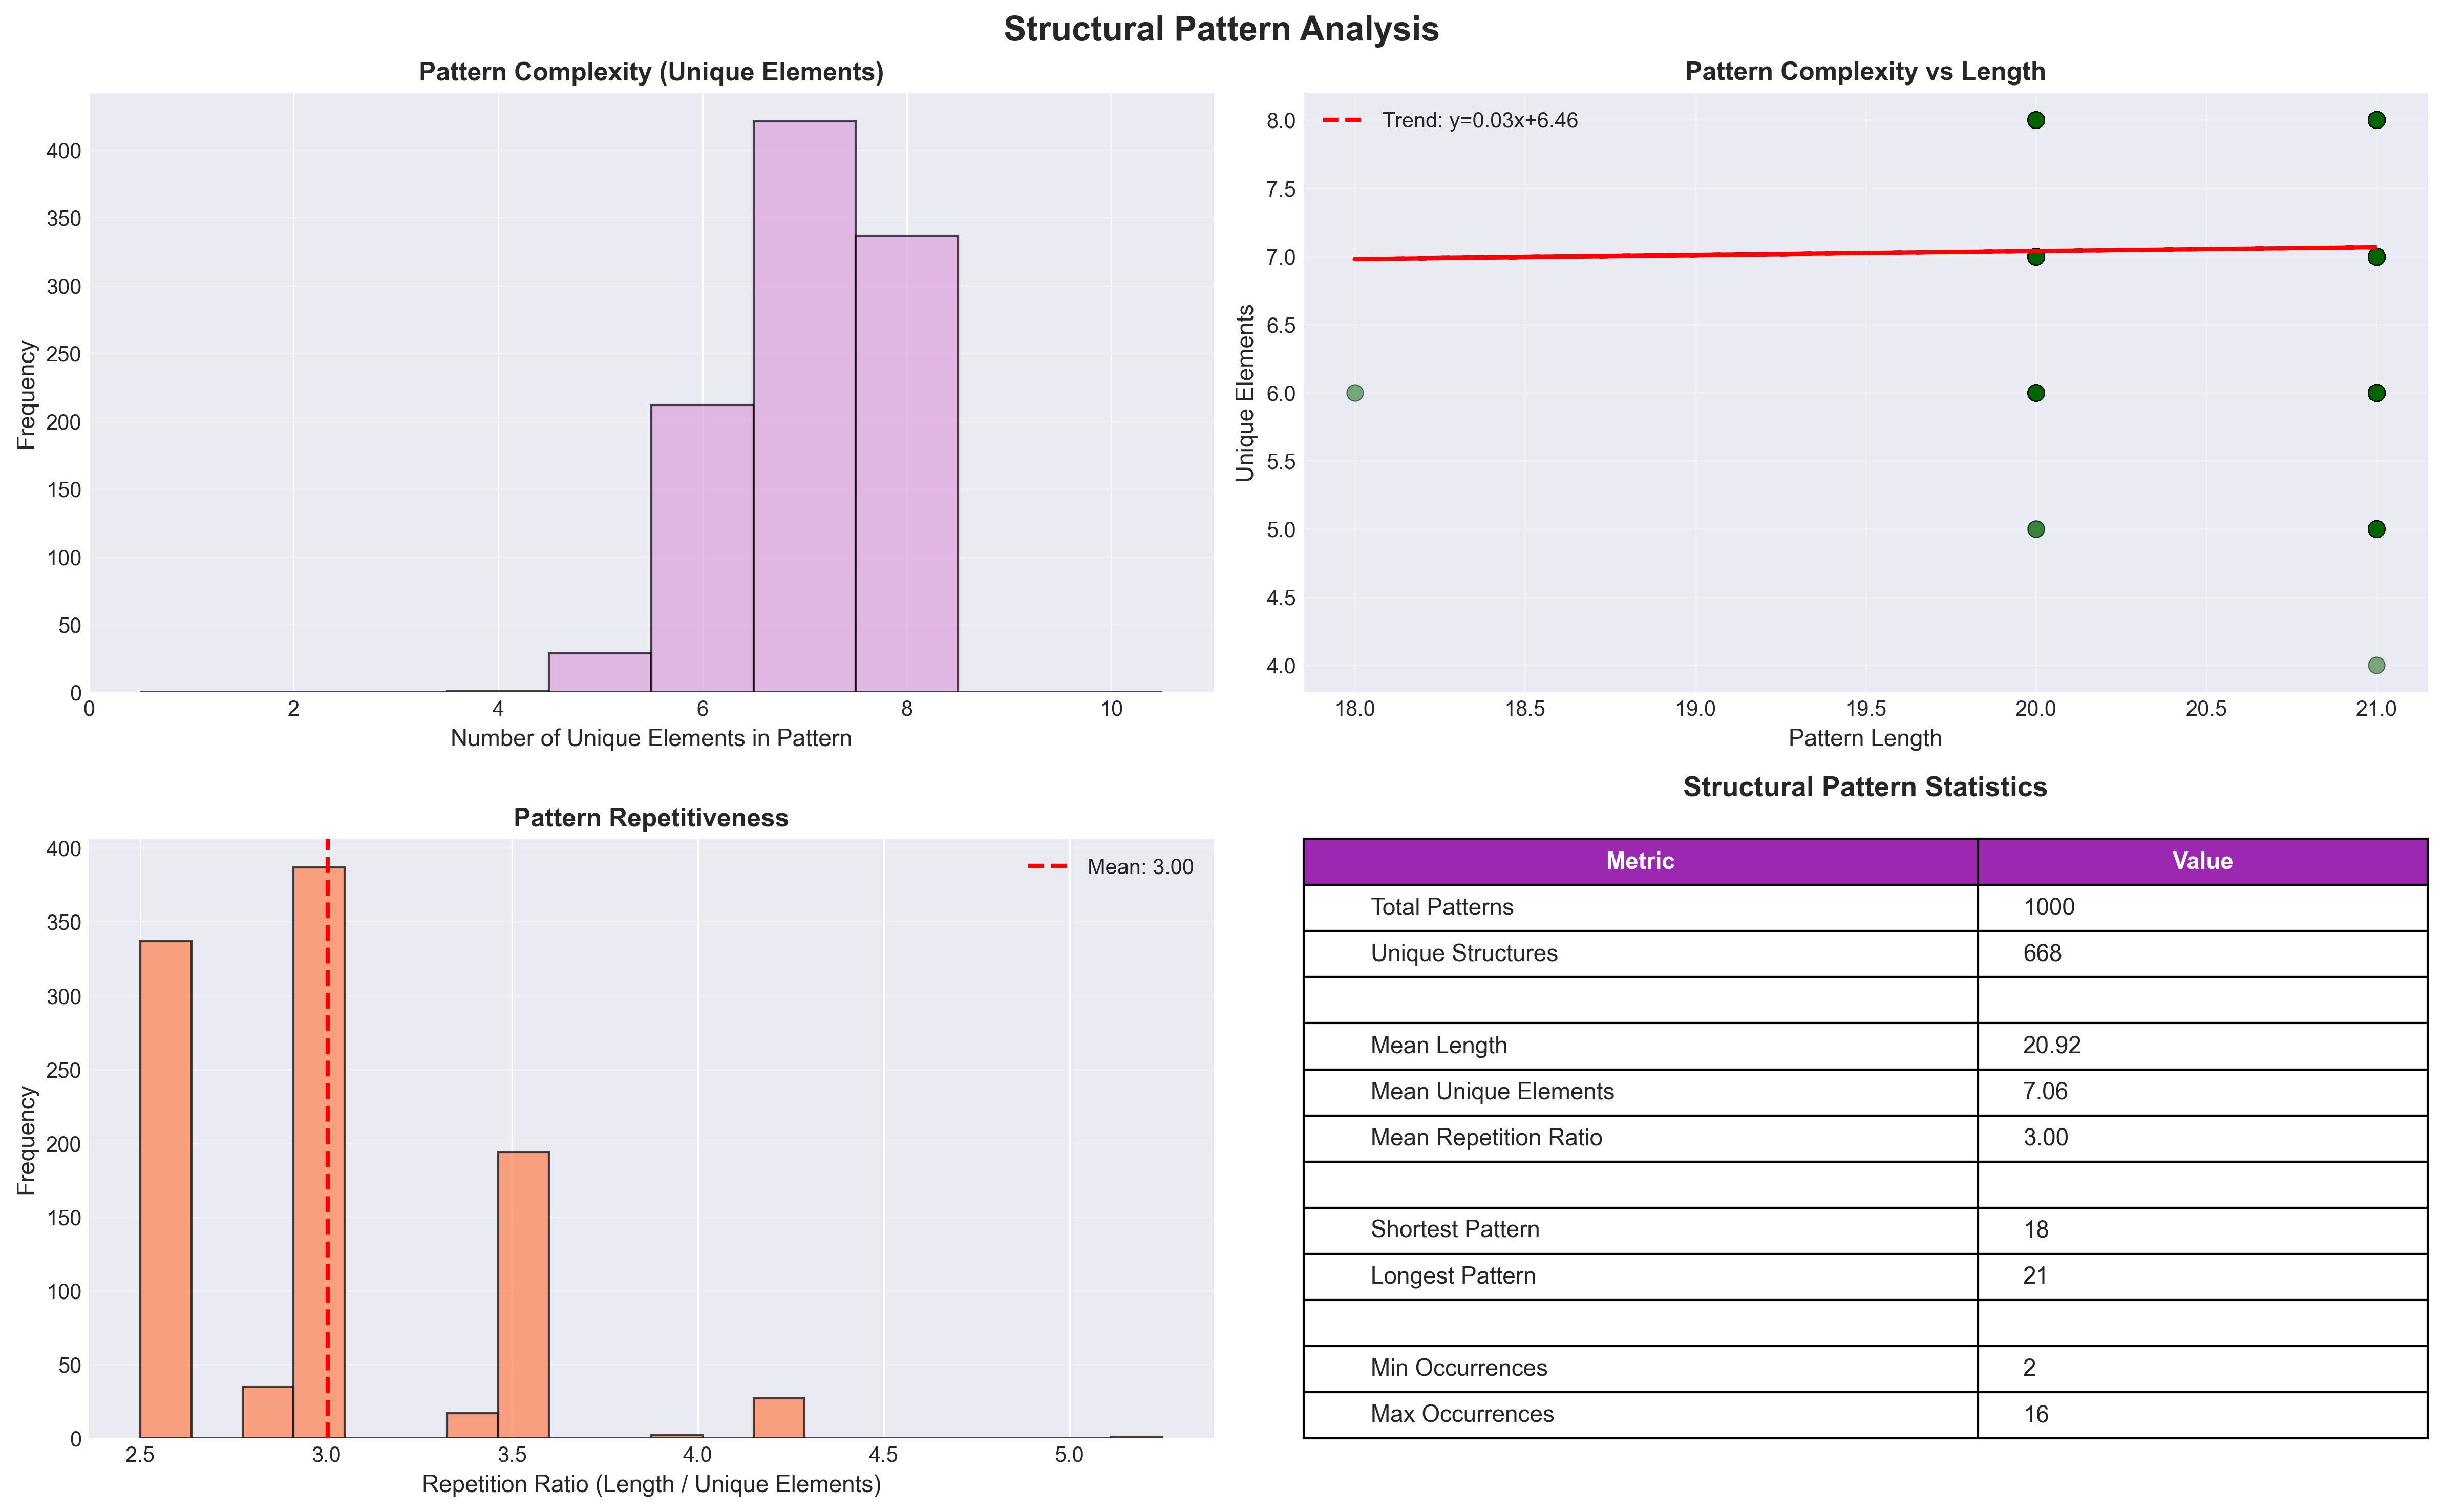 Structural Pattern Analysis
Pattern Complexity (Unique Elements)
Frequency
400
350
300
250
200
150
100
50
0
0 2 4 6 8 10
Number of Unique Elements in Pattern
Pattern Complexity vs Length
Trend: y=0.03x+6.46
Unique Elements
8.0
7.5
7.0
6.5
6.0
5.5
5.0
4.5
4.0
18.0 18.5 19.0 19.5 20.0 20.5 21.0
Pattern Length
Pattern Repetitiveness
Mean: 3.00
Frequency
400
350
300
250
200
150
100
50
0
2.5 3.0 3.5 4.0 4.5 5.0
Repetition Ratio (Length / Unique Elements)
Structural Pattern Statistics
Metric Value
Total Patterns 1000
Unique Structures 668
Mean Length 20.92
Mean Unique Elements 7.06
Mean Repetition Ratio 3.00
Shortest Pattern 18
Longest Pattern 21
Min Occurrences 2
Max Occurrences 16